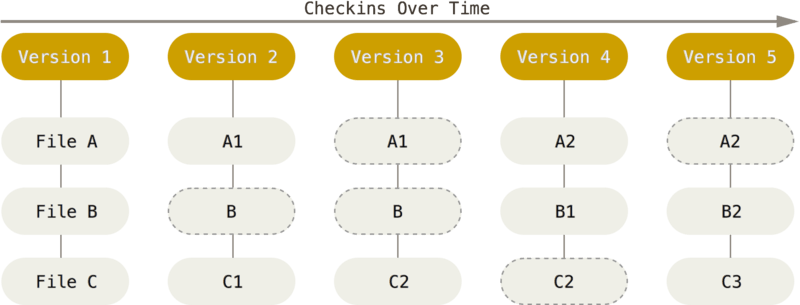 Checkins Over Time
Version 1 Version 2 Version 3 Version 4 Version 5
File A A1 A1 A2 A2
File B B B B1 B2
File C C1 C2 C2 C3